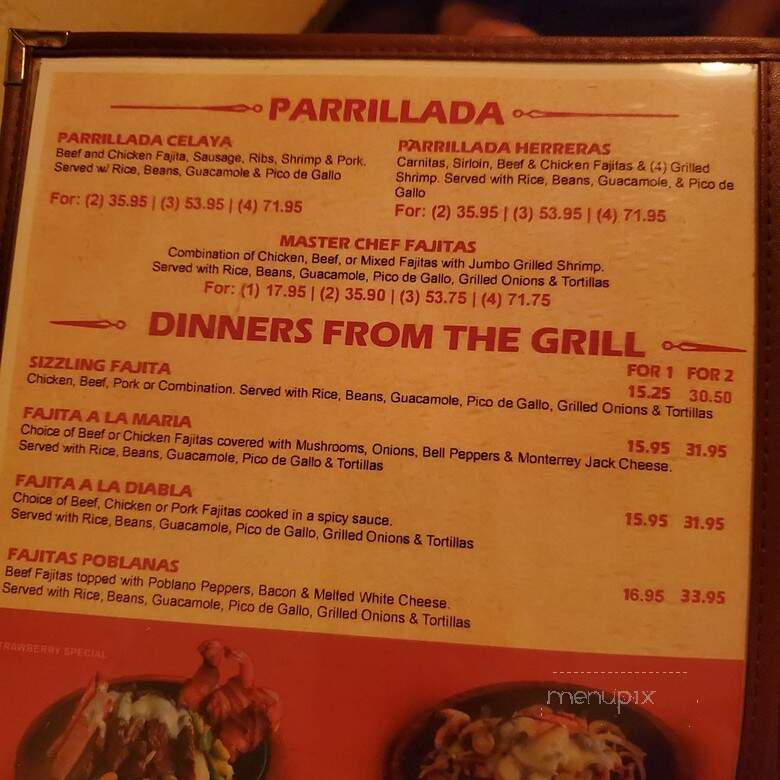 PARRILLADA
PARRILLADA CELAYA
Beef and Chicken Fajita, Sausage, Ribs, Shrimp & Pork.
Served w/ Rice, Beans, Guacamole & Pico de Gallo
For: (2) 35.95 | (3) 53.95 | (4) 71.95
PARRILLADA HERRERAS
Carnitas, Sirloin, Beef & Chicken Fajitas & (4) Grilled
Shrimp. Served with Rice, Beans, Guacamole, & Pico de
Gallo
For: (2) 35.95 | (3) 53.95 | (4) 71.95
MASTER CHEF FAJITAS
Combination of Chicken, Beef, or Mixed Fajitas with Jumbo Grilled Shrimp.
Served with Rice, Beans, Guacamole, Pico de Gallo, Grilled Onions & Tortillas
For: (1) 17.95 | (2) 35.90 | (3) 53.75 | (4) 71.75
DINNERS FROM THE GRILL
FOR 1 FOR 2
SIZZLING FAJITA 15.25 30.50
Chicken, Beef, Pork or Combination. Served with Rice, Beans, Guacamole, Pico de Gallo, Grilled Onions & Tortillas
FAJITA A LA MARIA 15.95 31.95
Choice of Beef or Chicken Fajitas covered with Mushrooms, Onions, Bell Peppers & Monterrey Jack Cheese.
Served with Rice, Beans, Guacamole, Pico de Gallo & Tortillas
FAJITA A LA DIABLA
Choice of Beef, Chicken or Pork Fajitas cooked in a spicy sauce. 15.95 31.95
Served with Rice, Beans, Guacamole, Pico de Gallo, Grilled Onions & Tortillas
FAJITAS POBLANAS
Beef Fajitas topped with Poblano Peppers, Bacon & Melted White Cheese. 16.95 33.95
Served with Rice, Beans, Guacamole, Pico de Gallo, Grilled Onions & Tortillas
TRAWBERRY SPECIAL
menupix